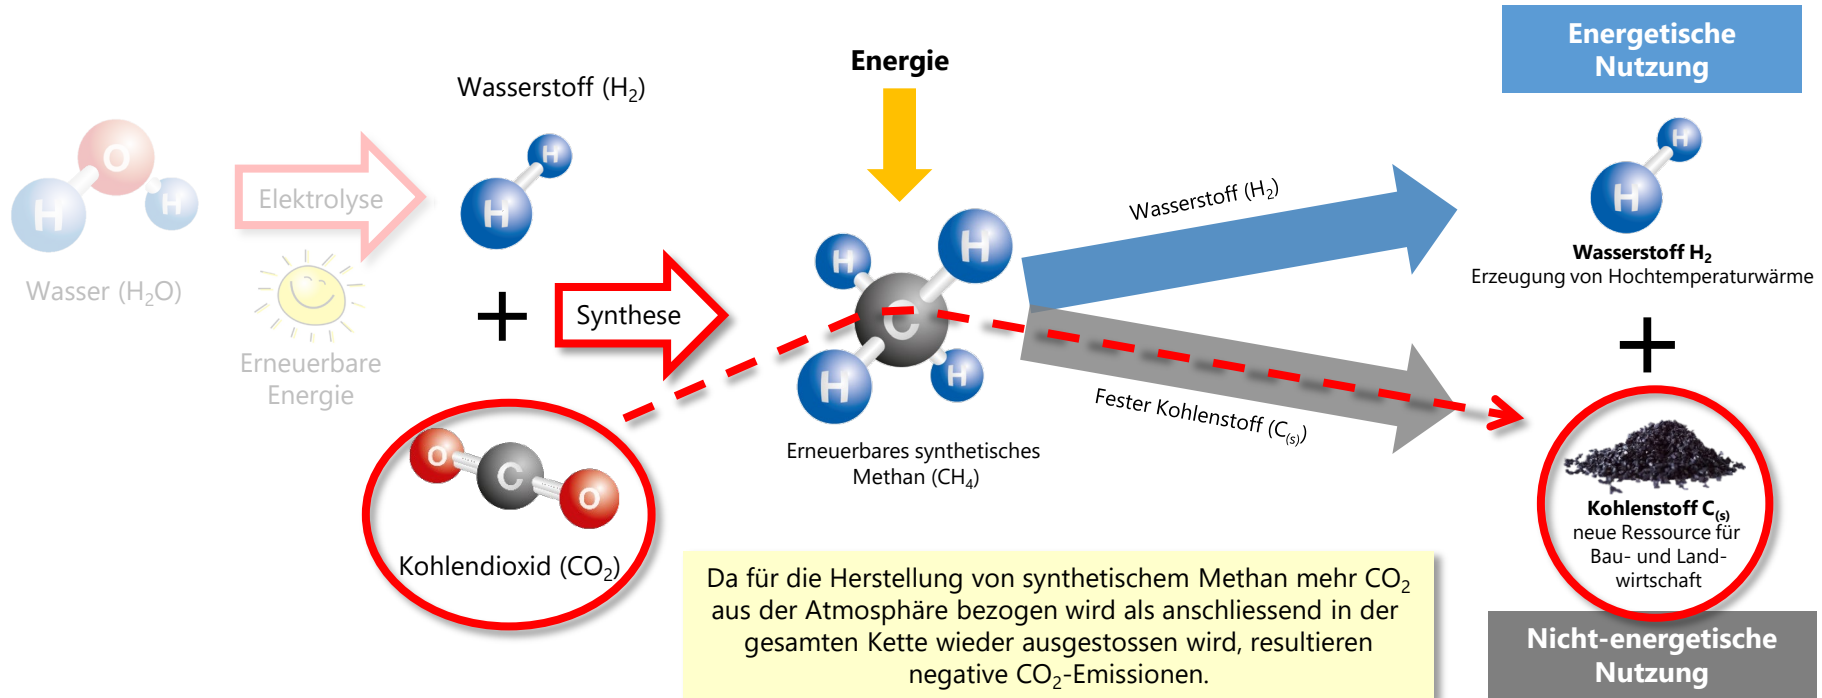 Wasser (H₂O)
O
H
H
Elektrolyse
Erneuerbare
Energie
Wasserstoff (H₂)
H
H
+
O
C
O
Kohlendioxid (CO₂)
Synthese
Energie
H
H
C
H
H
Erneuerbares synthetisches
Methan (CH₄)
Wasserstoff (H₂)
Fester Kohlenstoff (C₍ₛ₎)
Energetische
Nutzung
H
H
Wasserstoff H₂
Erzeugung von Hochtemperaturwärme
+
Kohlenstoff C₍ₛ₎
neue Ressource für
Bau- und Land-
wirtschaft
Nicht-energetische
Nutzung
Da für die Herstellung von synthetischem Methan mehr CO₂
aus der Atmosphäre bezogen wird als anschliessend in der
gesamten Kette wieder ausgestossen wird, resultieren
negative CO₂-Emissionen.